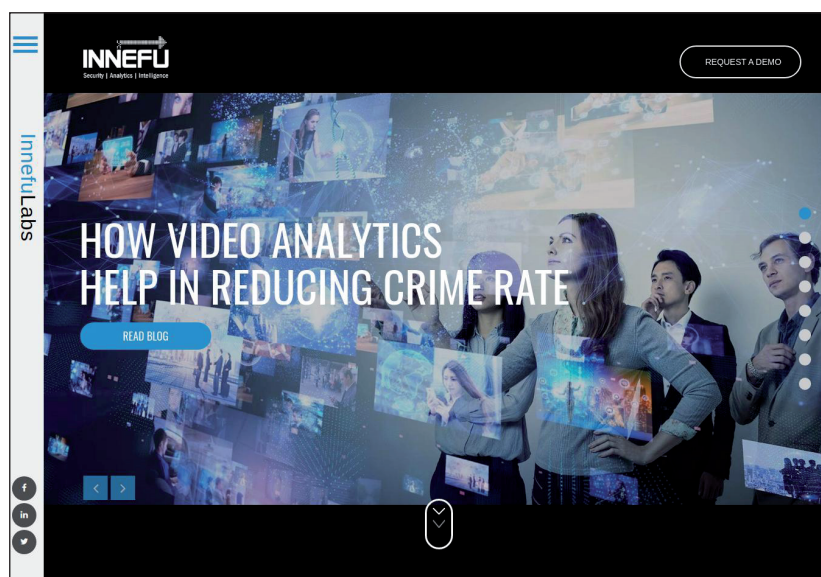 INNEFU
Security | Analytics | Intelligence
REQUEST A DEMO
InnefuLabs
HOW VIDEO ANALYTICS
HELP IN REDUCING CRIME RATE
READ BLOG